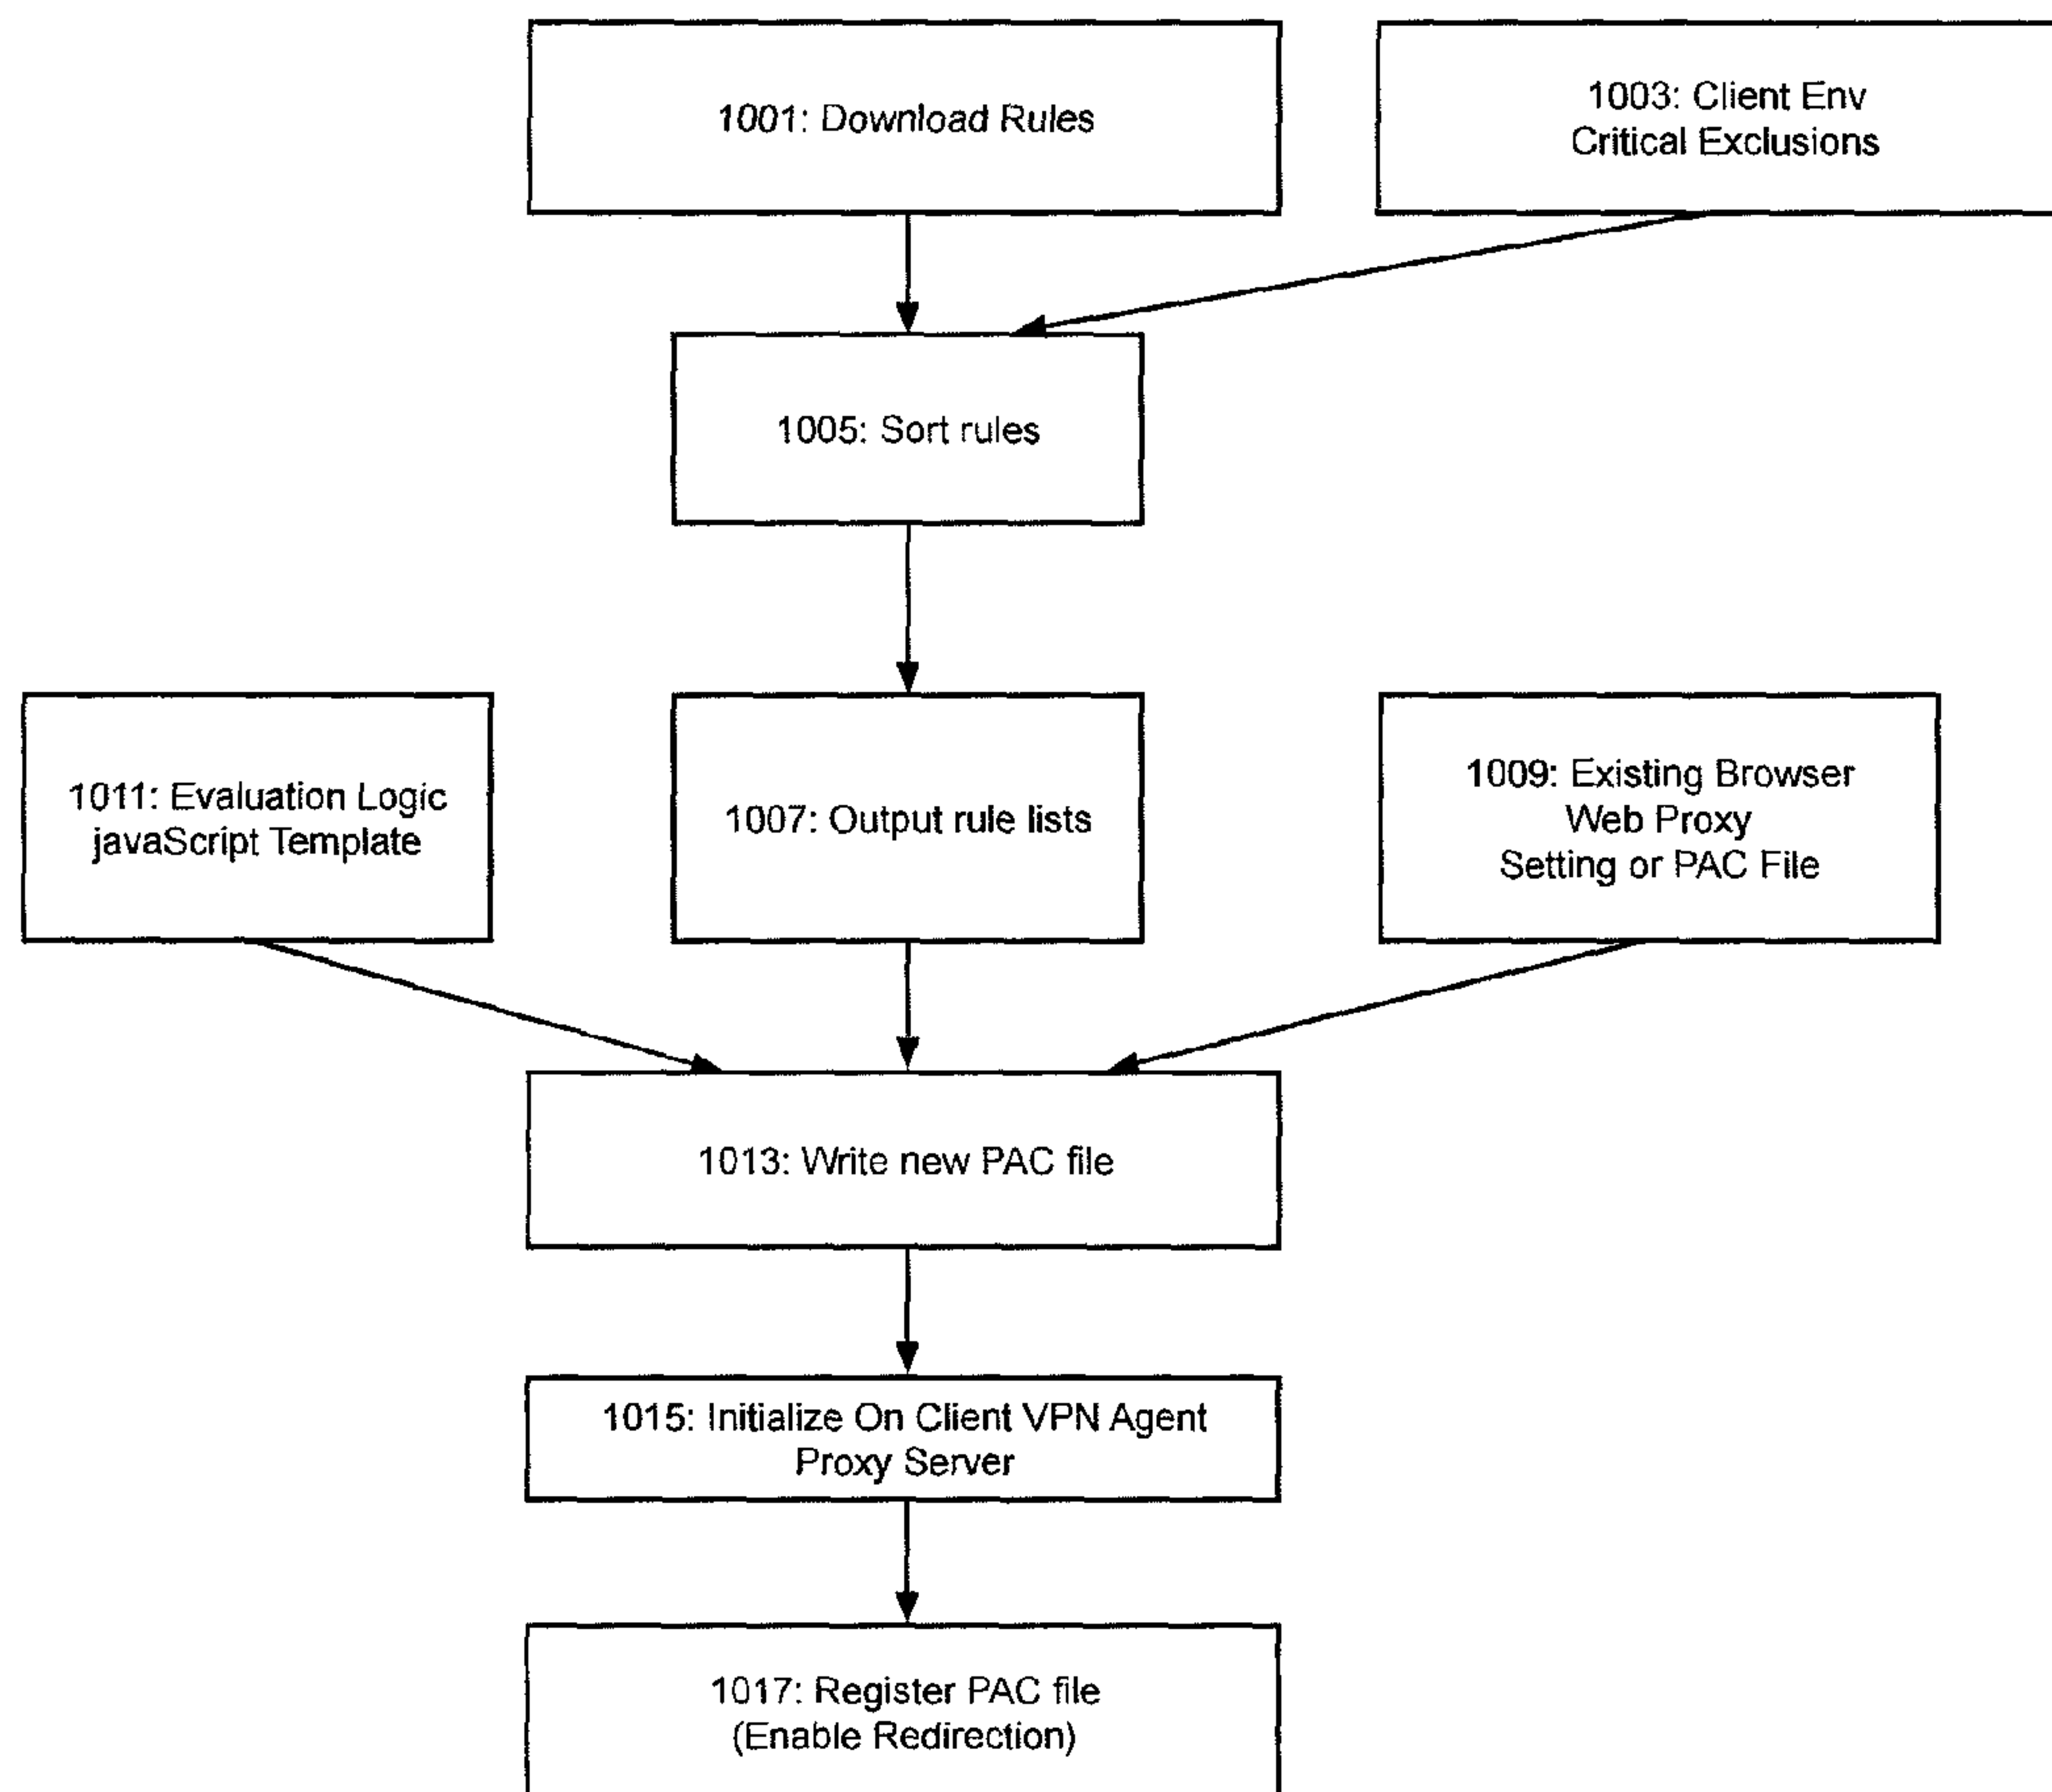 1001: Download Rules
1003: Client Env
Critical Exclusions
1005: Sort rules
1011: Evaluation Logic
javaScript Template
1007: Output rule lists
1009: Existing Browser
Web Proxy
Setting or PAC File
1013: Write new PAC file
1015: Initialize On Client VPN Agent
Proxy Server
1017: Register PAC file
(Enable Redirection)